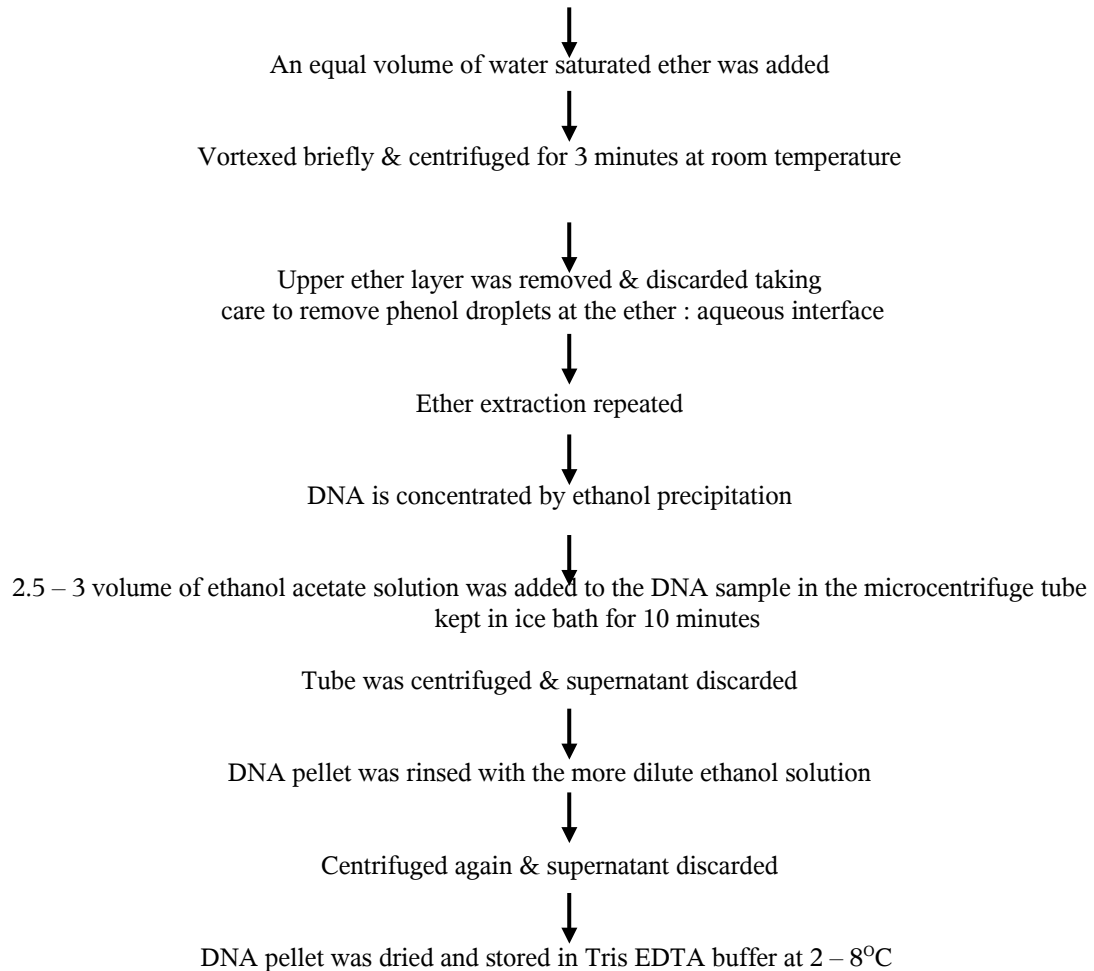 An equal volume of water saturated ether was added
Vortexed briefly & centrifuged for 3 minutes at room temperature
Upper ether layer was removed & discarded taking
care to remove phenol droplets at the ether : aqueous interface
Ether extraction repeated
DNA is concentrated by ethanol precipitation
2.5 – 3 volume of ethanol acetate solution was added to the DNA sample in the microcentrifuge tube
kept in ice bath for 10 minutes
Tube was centrifuged & supernatant discarded
DNA pellet was rinsed with the more dilute ethanol solution
Centrifuged again & supernatant discarded
DNA pellet was dried and stored in Tris EDTA buffer at 2 – 8ᴼC